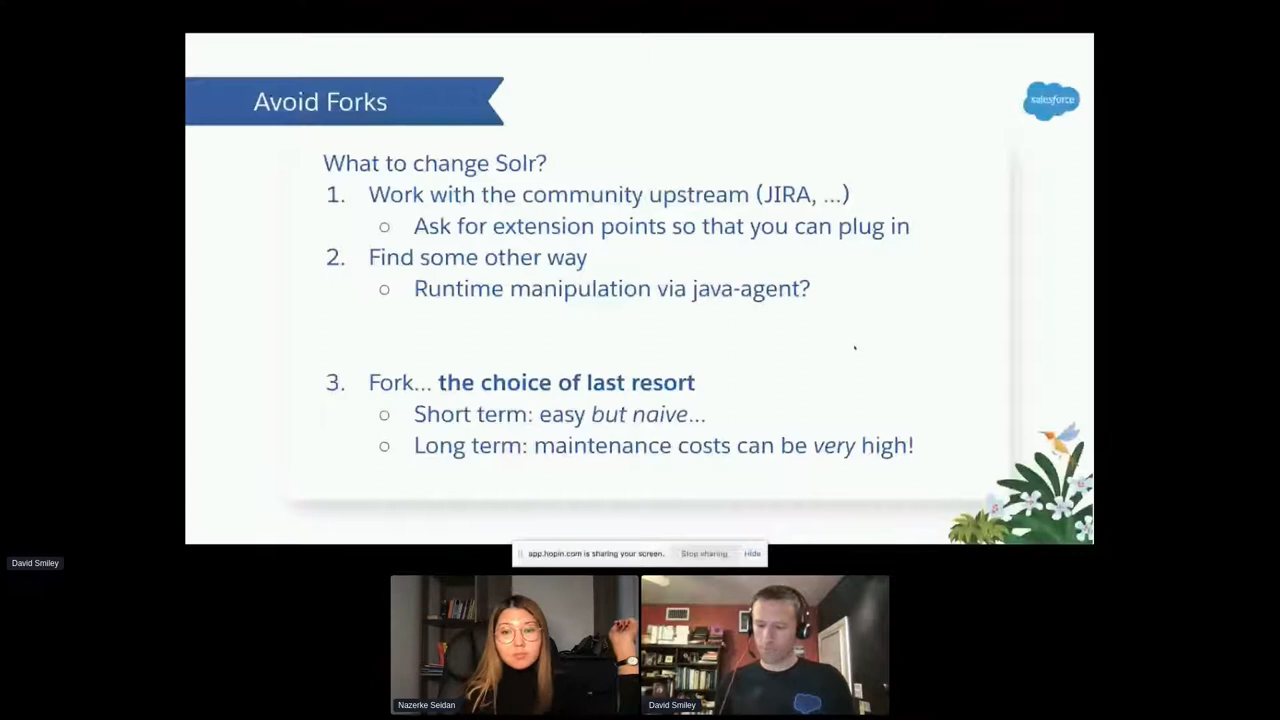 Avoid Forks
salesforce
What to change Solr?
1. Work with the community upstream (JIRA, ...)
○ Ask for extension points so that you can plug in
2. Find some other way
○ Runtime manipulation via java-agent?
3. Fork... the choice of last resort
○ Short term: easy but naive...
○ Long term: maintenance costs can be very high!
app.hopin.com is sharing your screen.
Stop sharing
Hide
David Smiley
Nazerke Seidan
David Smiley